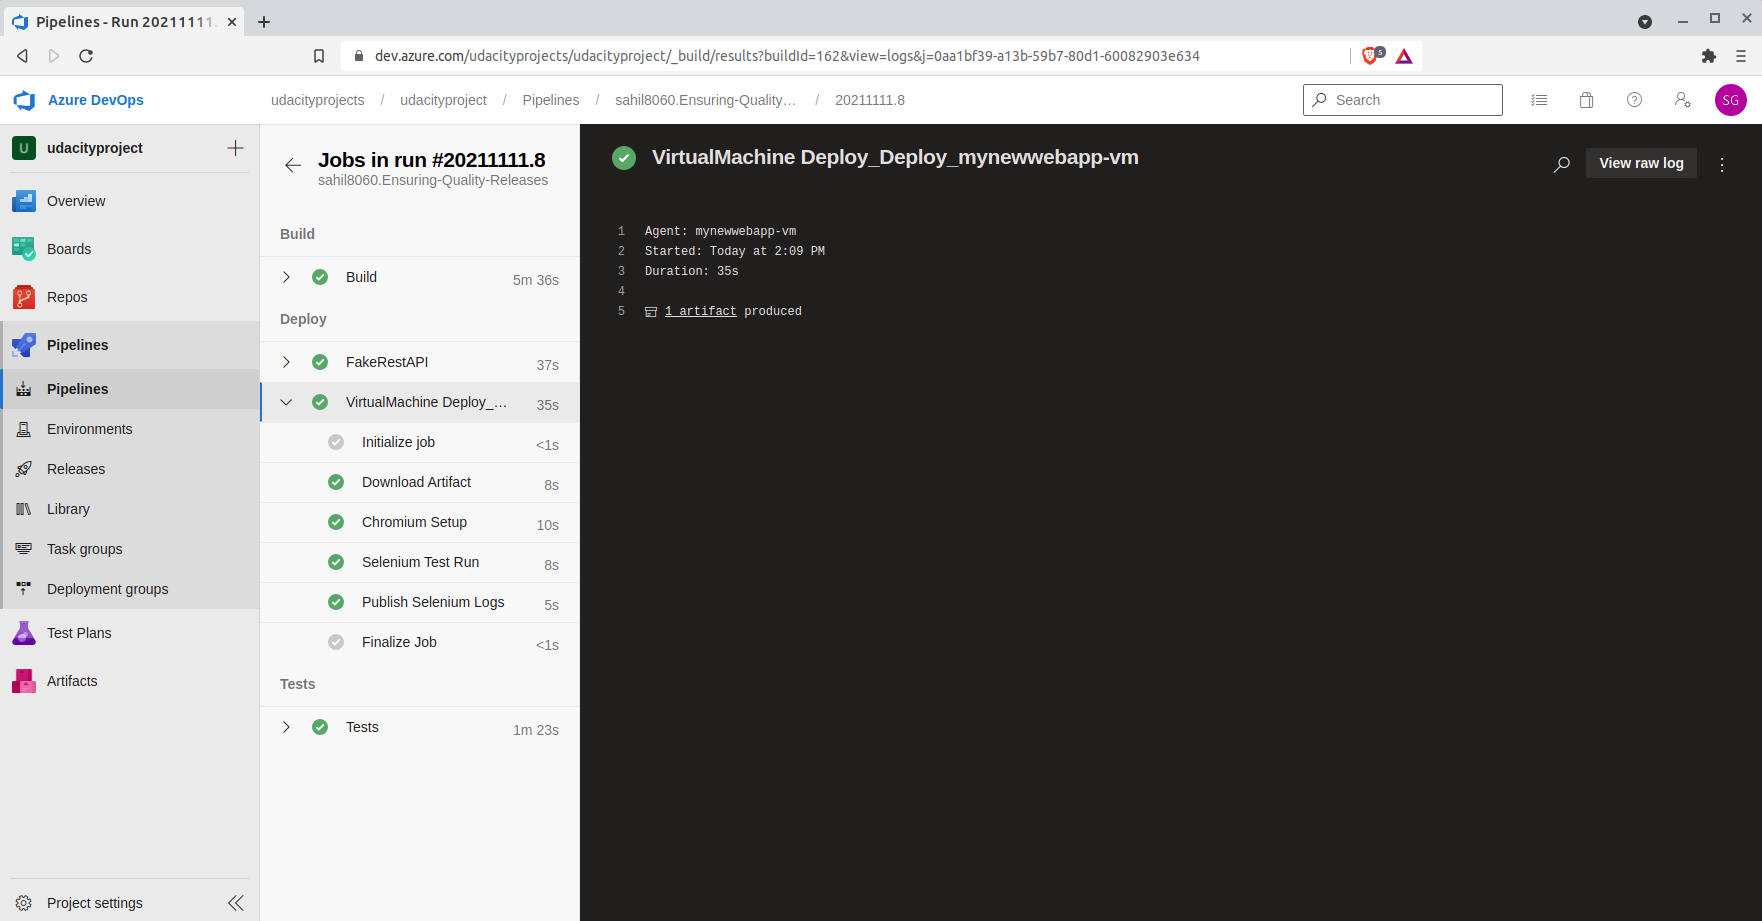 Pipelines - Run 20211111.
dev.azure.com/udacityprojects/udacityproject/_build/results?buildId=162&view=logs&j=0aa1bf39-a13b-59b7-80d1-60082903e634
5
Azure DevOps
udacityprojects / udacityproject / Pipelines / sahil8060.Ensuring-Quality… / 20211111.8
Search
SG
U udacityproject
Overview
Boards
Repos
Pipelines
Pipelines
Environments
Releases
Library
Task groups
Deployment groups
Test Plans
Artifacts
Project settings
Jobs in run #20211111.8
sahil8060.Ensuring-Quality-Releases
Build
Build 5m 36s
Deploy
FakeRestAPI 37s
VirtualMachine Deploy_… 35s
Initialize job <1s
Download Artifact 8s
Chromium Setup 10s
Selenium Test Run 8s
Publish Selenium Logs 5s
Finalize Job <1s
Tests
Tests 1m 23s
VirtualMachine Deploy_Deploy_mynewwebapp-vm
View raw log
1 Agent: mynewwebapp-vm
2 Started: Today at 2:09 PM
3 Duration: 35s
4
5 1 artifact produced